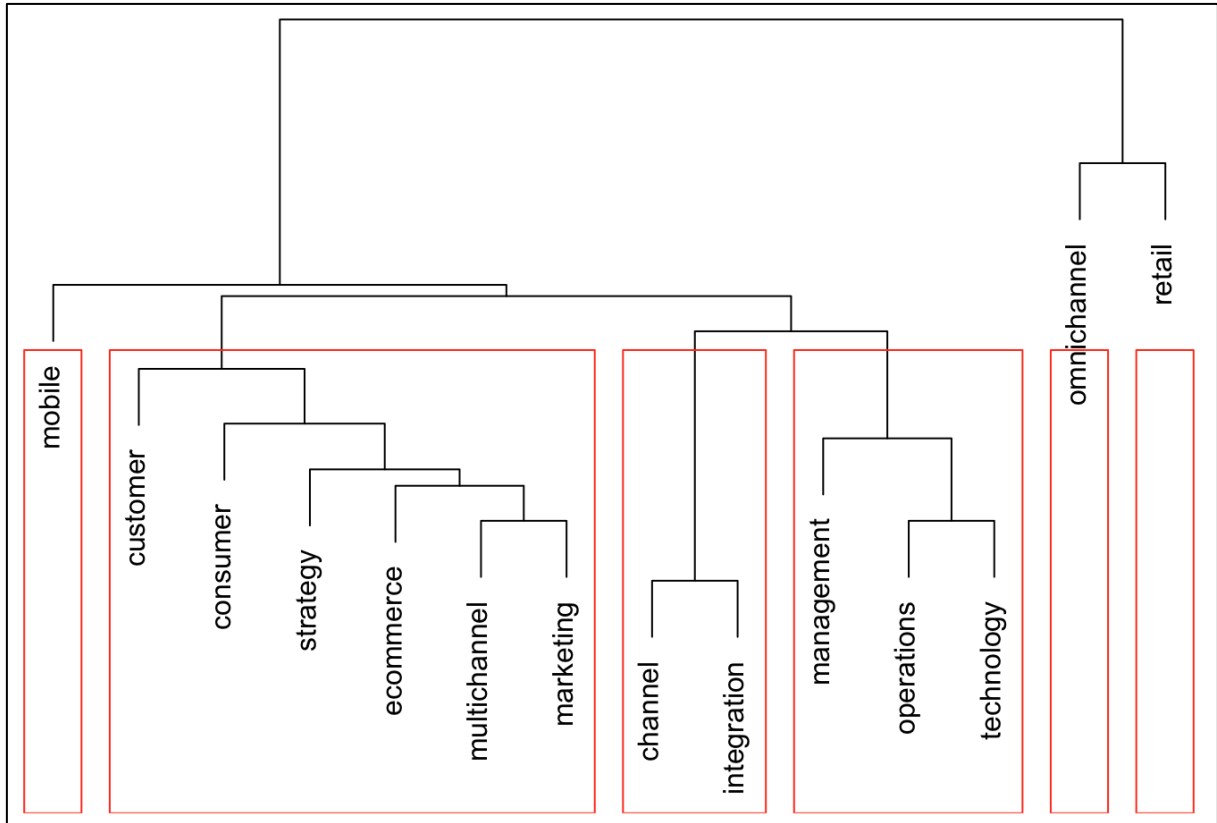 mobile
customer
consumer
strategy
ecommerce
multichannel
marketing
channel
integration
management
operations
technology
omnichannel
retail